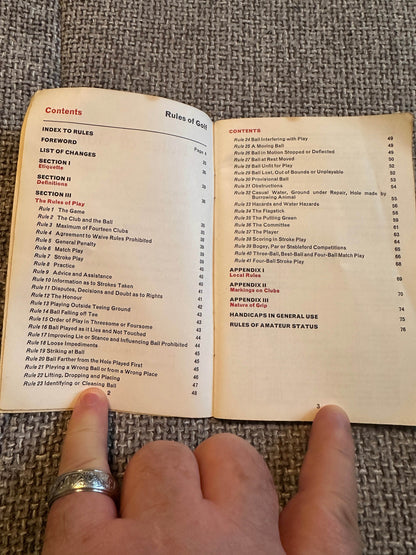 Contents
Rules of Golf
Page 4
INDEX TO RULES
FOREWORD
LIST OF CHANGES
SECTION I
Etiquette
SECTION II
Definitions
SECTION III
The Rules of Play
Rule 1 The Game
Rule 2 The Club and the Ball
Rule 3 Maximum of Fourteen Clubs
Rule 4 Agreement to Waive Rules Prohibited
Rule 5 General Penalty
Rule 6 Match Play
Rule 7 Stroke Play
Rule 8 Practice
Rule 9 Advice and Assistance
Rule 10 Information as to Strokes Taken
Rule 11 Disputes, Decisions and Doubt as to Rights
Rule 12 The Honour
Rule 13 Playing Outside Teeing Ground
Rule 14 Ball Falling off Tee
Rule 15 Order of Play in Threesome or Foursome
Rule 16 Ball Played as it Lies and Not Touched
Rule 17 Improving Lie or Stance and Influencing Ball Prohibited
Rule 18 Loose Impediments
Rule 19 Striking at Ball
Rule 20 Ball Farther from the Hole Played First
Rule 21 Playing a Wrong Ball or from a Wrong Place 46
Rule 22 Lifting, Dropping and Placing 47
Rule 23 Identifying or Cleaning Ball 48
2
CONTENTS
Rule 24 Ball Interfering with Play 49
Rule 25 A Moving Ball 49
Rule 26 Ball in Motion Stopped or Deflected
Rule 27 Ball at Rest Moved
Rule 28 Ball Unfit for Play
Rule 29 Ball Lost, Out of Bounds or Unplayable
Rule 30 Provisional Ball
Rule 31 Obstructions
Rule 32 Casual Water, Ground under Repair, Hole made by
Burrowing Animal
Rule 33 Hazards and Water Hazards
Rule 34 The Flagstick
Rule 35 The Putting Green
Rule 36 The Committee
Rule 37 The Player
Rule 38 Scoring in Stroke Play
Rule 39 Bogey, Par or Stableford Competitions
Rule 40 Three-Ball, Best-Ball and Four-Ball Match Play
Rule 41 Four-Ball Stroke Play
APPENDIX I
Local Rules 69
APPENDIX II
Markings on Clubs 70
APPENDIX III
Nature of Grip 74
HANDICAPS IN GENERAL USE 75
RULES OF AMATEUR STATUS 76
3